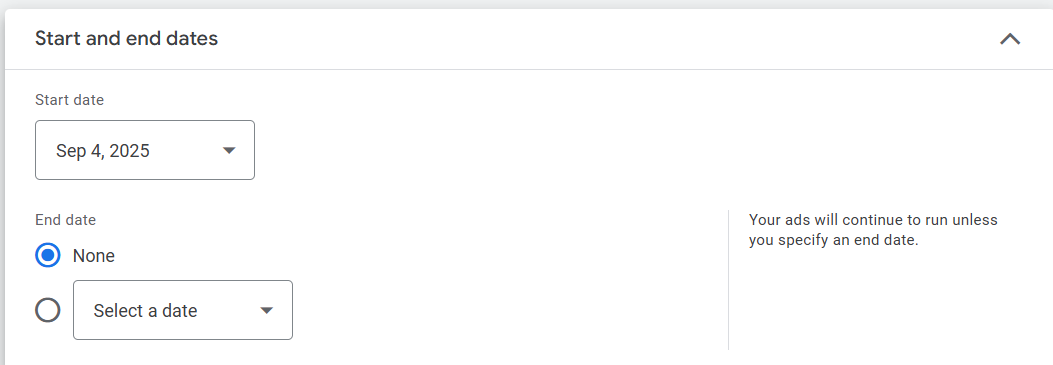 Start and end dates
Start date
Sep 4, 2025
End date
None
Select a date
Your ads will continue to run unless
you specify an end date.